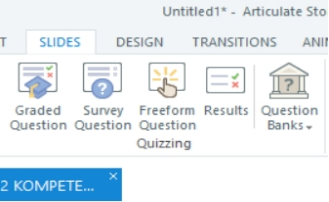 Untitled1* - Articulate Sto
T SLIDES DESIGN TRANSITIONS ANI
Graded Question Survey Question Freeform Question Results Question Banks
Quizzing
2 KOMPETE...